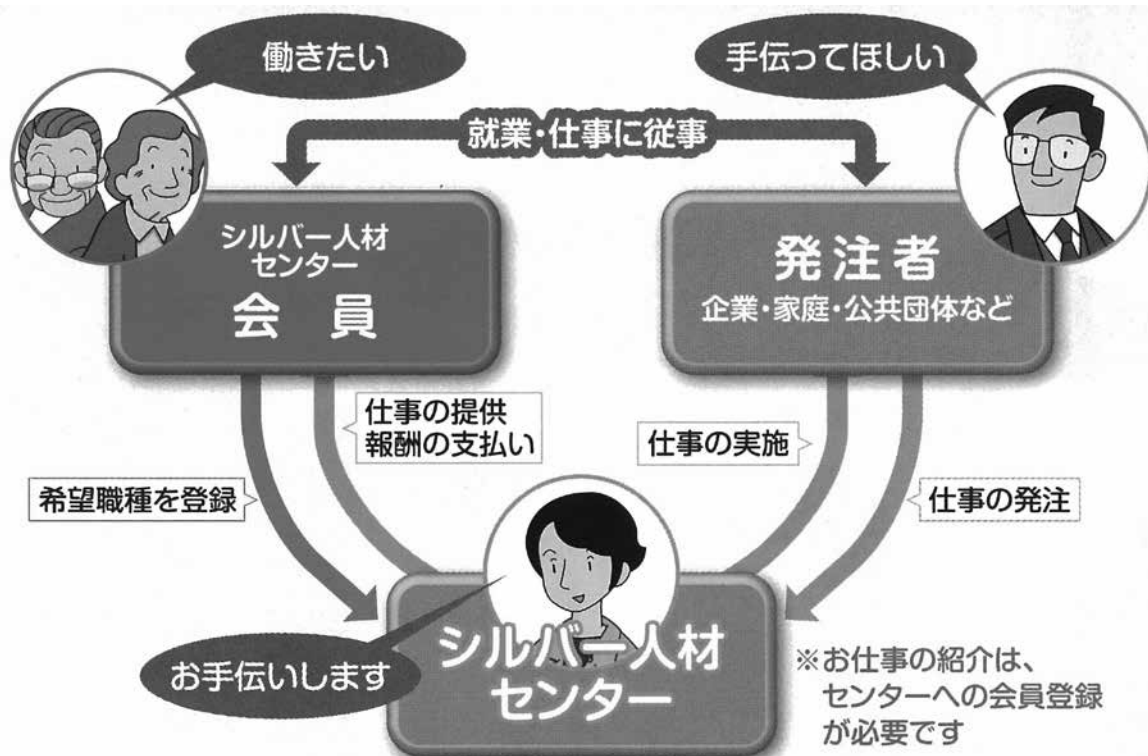 働きたい
手伝ってほしい
就業・仕事に従事
シルバー人材
センター
会 員
発注者
企業・家庭・公共団体など
仕事の提供
報酬の支払い
仕事の実施
希望職種を登録
仕事の発注
お手伝いします
シルバー人材
センター
※お仕事の紹介は、
センターへの会員登録
が必要です